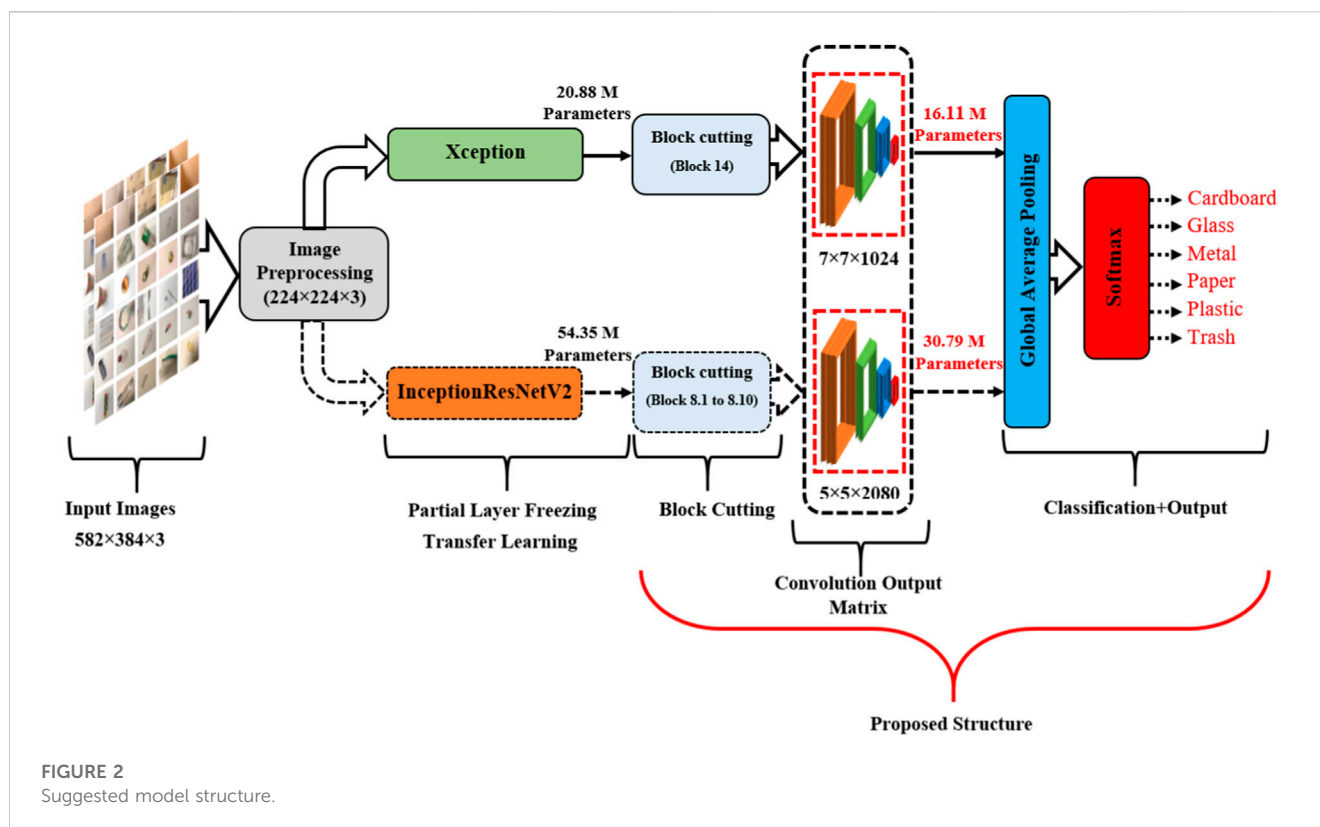 20.88 M
Parameters
Xception
Block cutting
(Block 14)
7×7×1024
16.11 M
Parameters
Image
Preprocessing
(224×224×3)
54.35 M
Parameters
InceptionResNetV2
Block cutting
(Block 8.1 to 8.10)
5×5×2080
30.79 M
Parameters
Global Average Pooling
Softmax
Cardboard
Glass
Metal
Paper
Plastic
Trash
Input Images
582×384×3
Partial Layer Freezing
Transfer Learning
Block Cutting
Convolution Output
Matrix
Classification+Output
Proposed Structure
FIGURE 2
Suggested model structure.